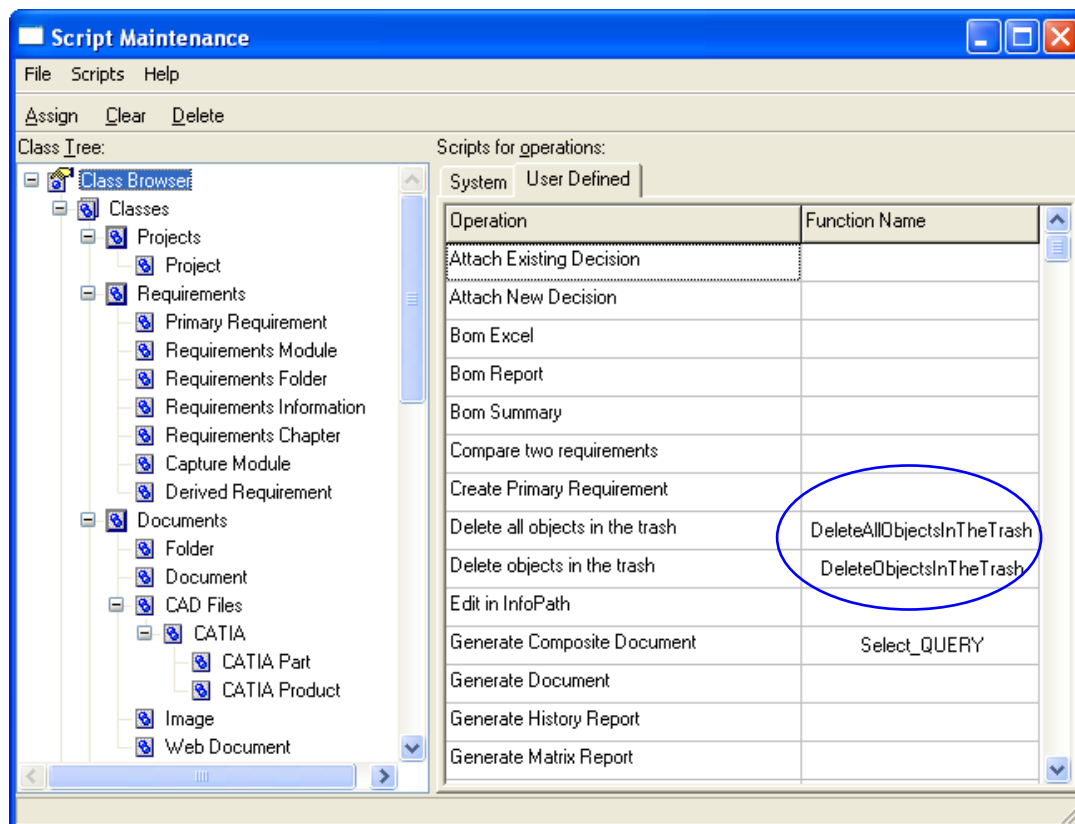 Script Maintenance
File Scripts Help
Assign Clear Delete
Class Tree:
Class Browser
Classes
Projects
Project
Requirements
Primary Requirement
Requirements Module
Requirements Folder
Requirements Information
Requirements Chapter
Capture Module
Derived Requirement
Documents
Folder
Document
CAD Files
CATIA
CATIA Part
CATIA Product
Image
Web Document
Scripts for operations:
System User Defined
Operation Function Name
Attach Existing Decision
Attach New Decision
Bom Excel
Bom Report
Bom Summary
Compare two requirements
Create Primary Requirement
Delete all objects in the trash DeleteAllObjectsInTheTrash
Delete objects in the trash DeleteObjectsInTheTrash
Edit in InfoPath
Generate Composite Document Select_QUERY
Generate Document
Generate History Report
Generate Matrix Report